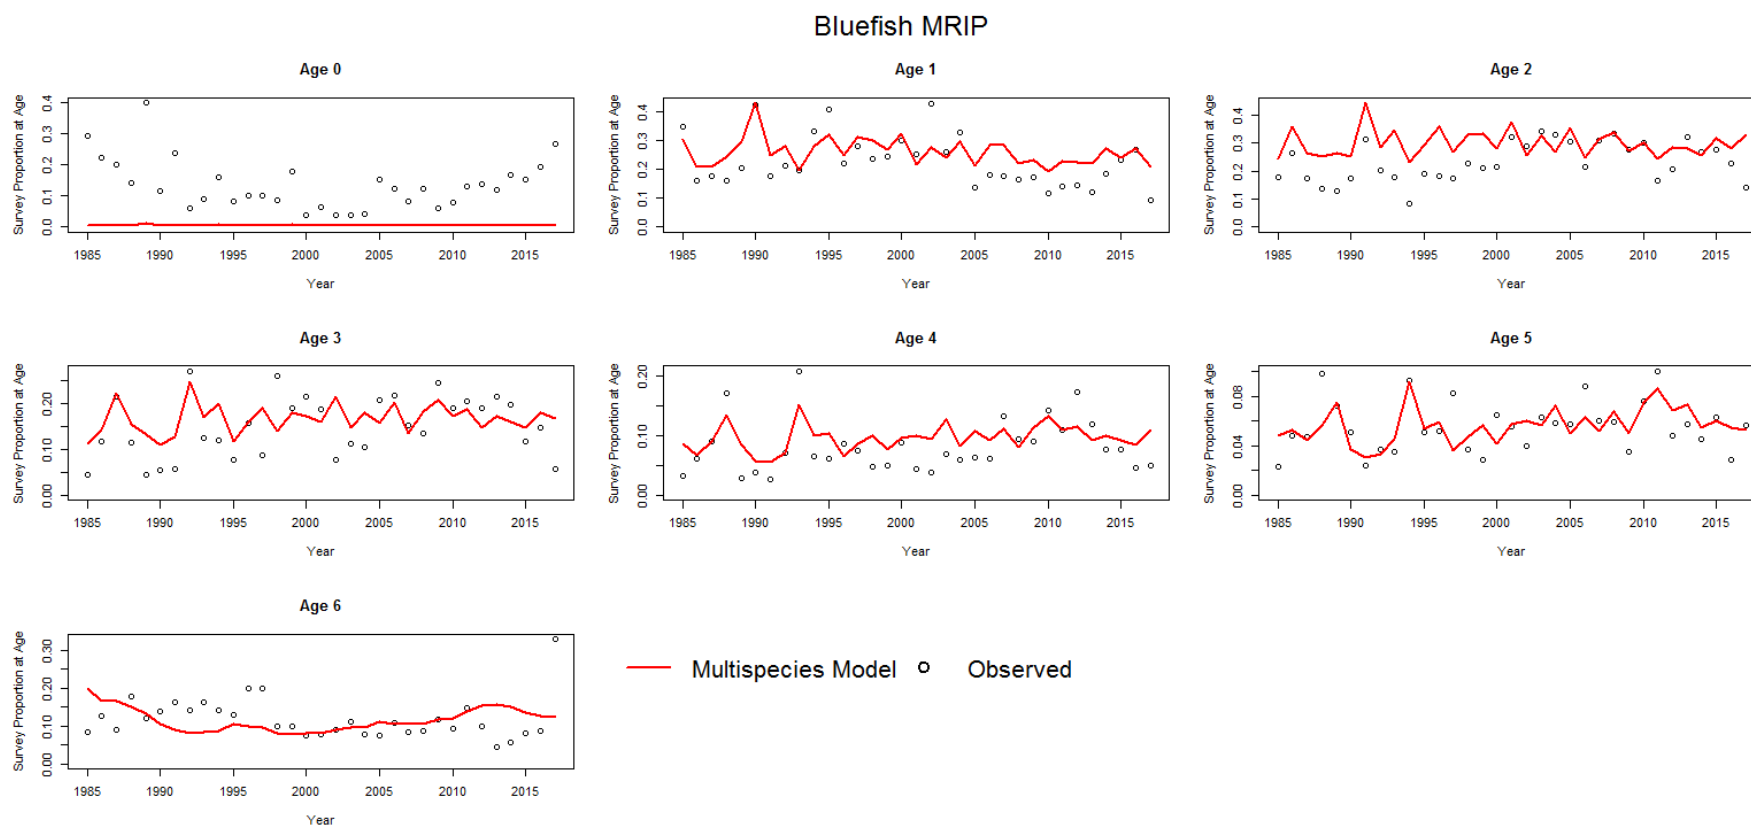 Bluefish MRIP
Age 0
Survey Proportion at Age
0.0 0.1 0.2 0.3 0.4
1985 1990 1995 2000 2005 2010 2015
Year
Age 1
Survey Proportion at Age
0.0 0.1 0.2 0.3 0.4
1985 1990 1995 2000 2005 2010 2015
Year
Age 2
Survey Proportion at Age
0.0 0.1 0.2 0.3 0.4
1985 1990 1995 2000 2005 2010 2015
Year
Age 3
Survey Proportion at Age
0.00 0.10 0.20
1985 1990 1995 2000 2005 2010 2015
Year
Age 4
Survey Proportion at Age
0.00 0.10 0.20
1985 1990 1995 2000 2005 2010 2015
Year
Age 5
Survey Proportion at Age
0.00 0.04 0.08
1985 1990 1995 2000 2005 2010 2015
Year
Age 6
Survey Proportion at Age
0.00 0.10 0.20 0.30
1985 1990 1995 2000 2005 2010 2015
Year
Multispecies Model Observed